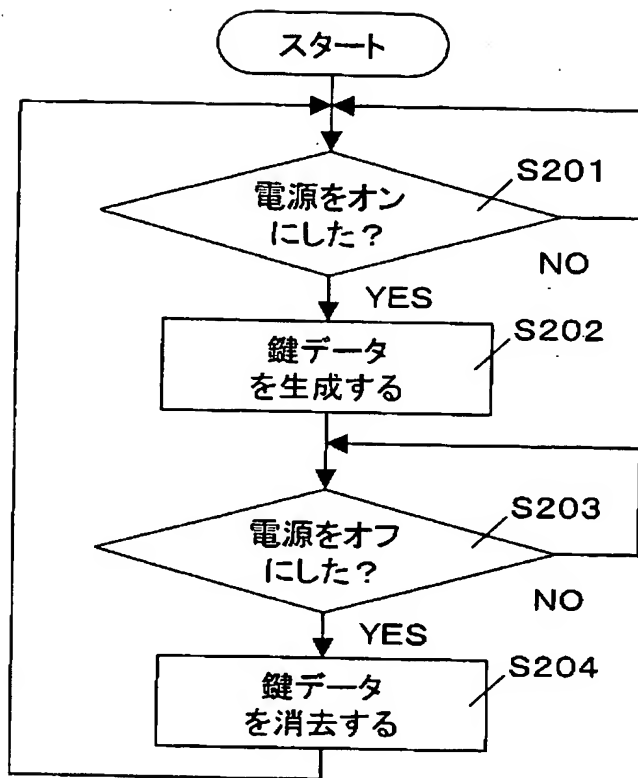 スタート
S201
電源をオン
にした？
NO
YES
S202
鍵データ
を生成する
S203
電源をオフ
にした？
NO
YES
S204
鍵データ
を消去する